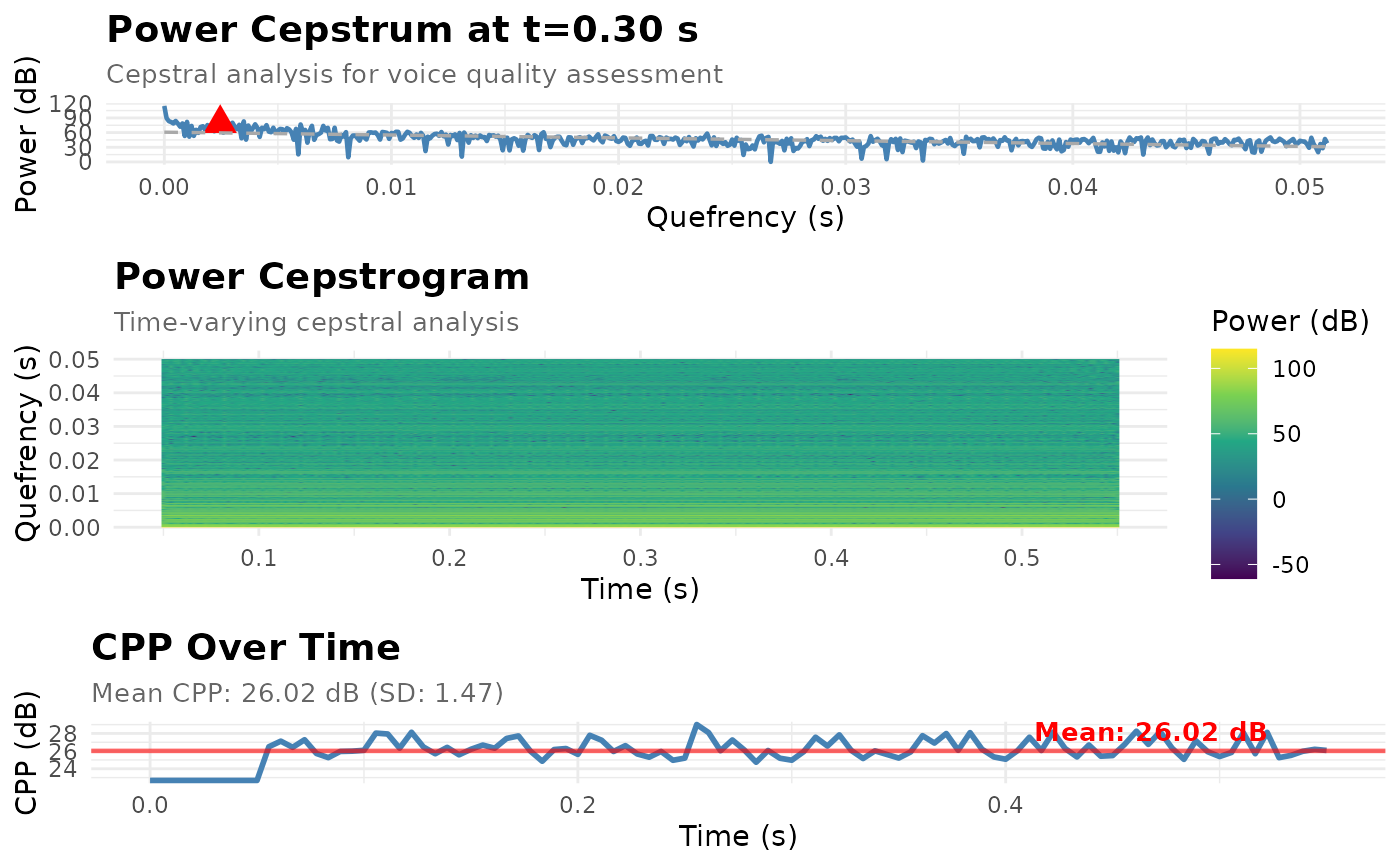 Power Cepstrum at t=0.30 s
Cepstral analysis for voice quality assessment
Power (dB)
120
90
60
30
0
0.00 0.01 0.02 0.03 0.04 0.05
Quefrency (s)
Power Cepstrogram
Time-varying cepstral analysis
Quefrency (s)
0.05
0.04
0.03
0.02
0.01
0.00
0.1 0.2 0.3 0.4 0.5
Time (s)
Power (dB)
100
50
0
-50
CPP Over Time
Mean CPP: 26.02 dB (SD: 1.47)
CPP (dB)
28
26
24
Mean: 26.02 dB
0.0 0.2 0.4
Time (s)